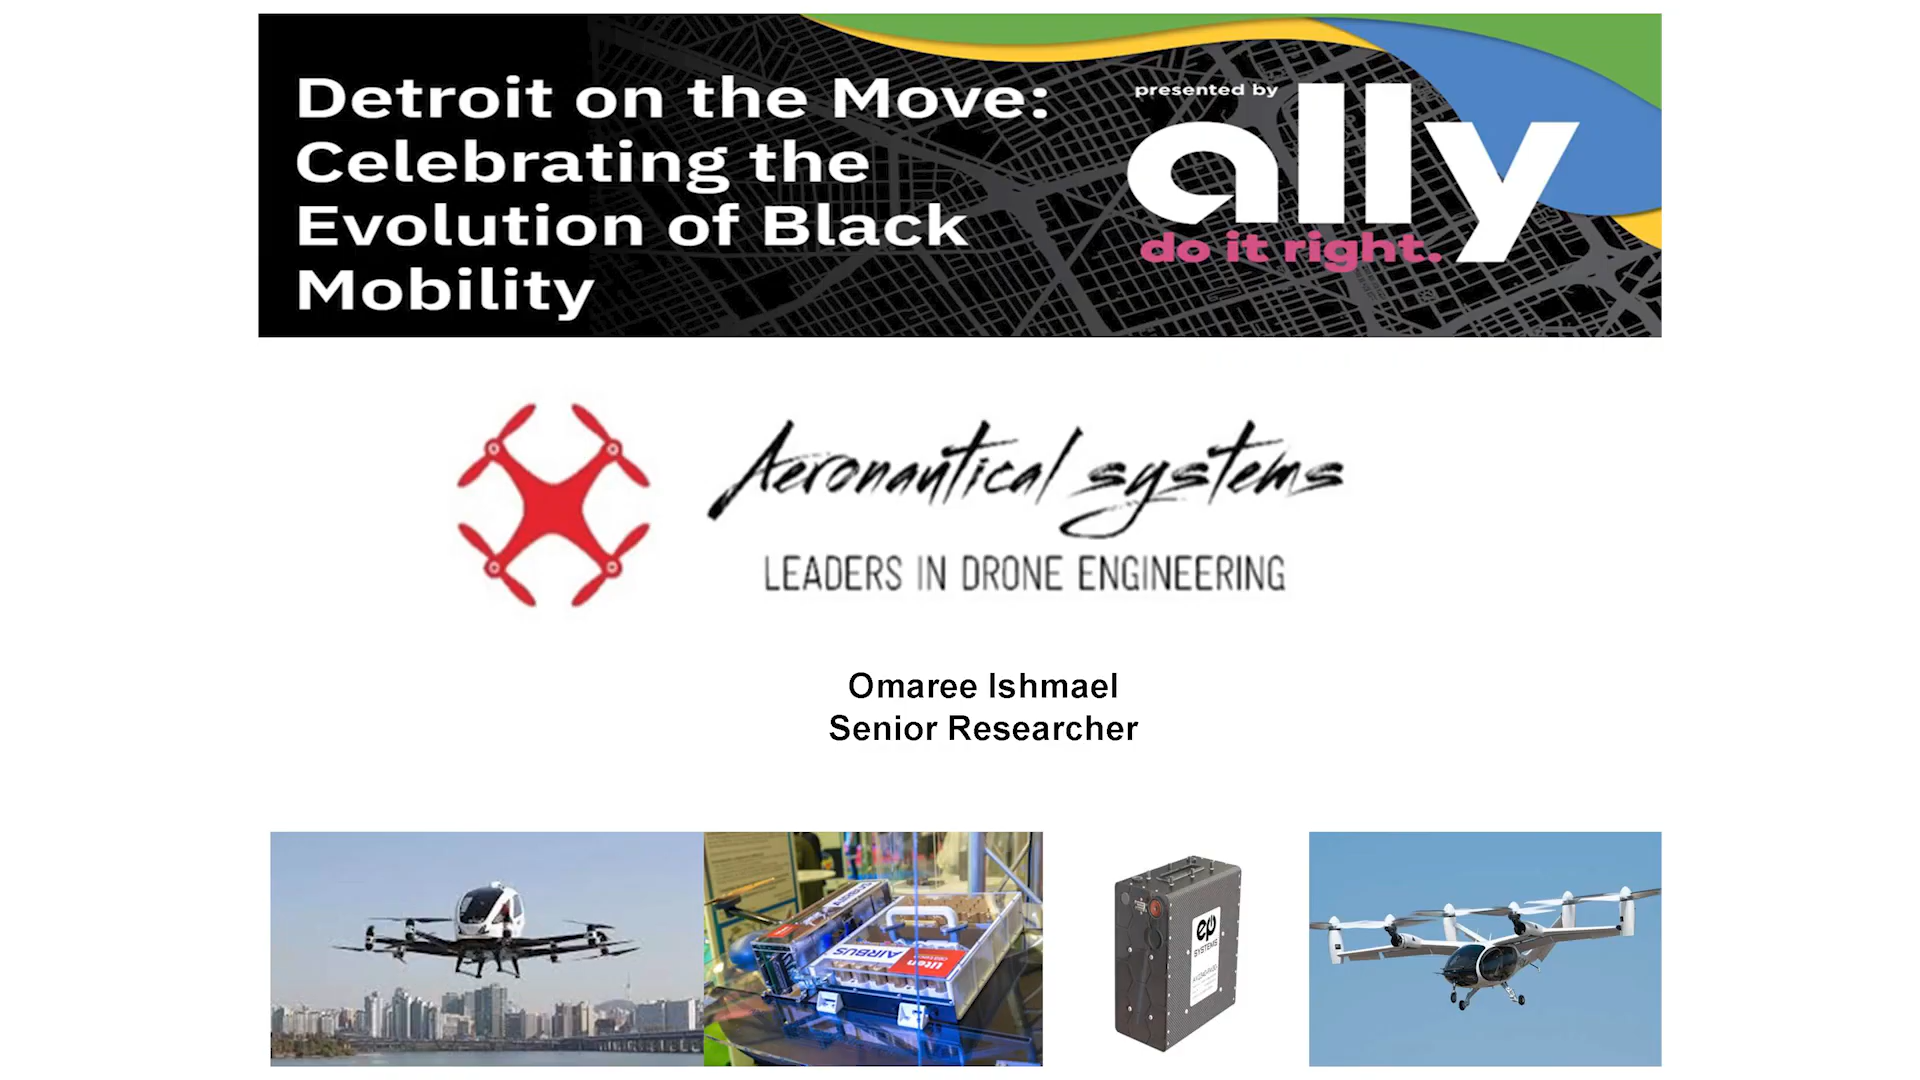 Detroit on the Move:
Celebrating the
Evolution of Black
Mobility
presented by
ally
do it right.
Aeronautical systems
LEADERS IN DRONE ENGINEERING
Omaree Ishmael
Senior Researcher
AIRBUS
ep
SYSTEMS